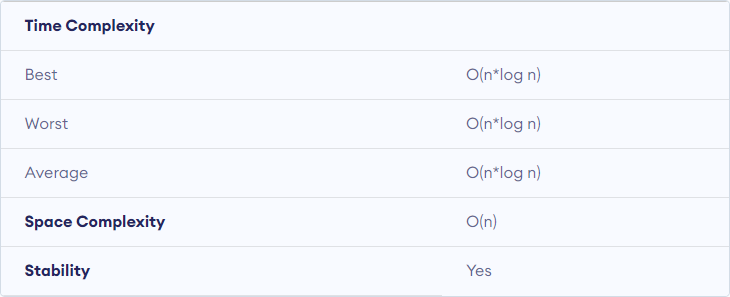 Time Complexity
Best O(n*log n)
Worst O(n*log n)
Average O(n*log n)
Space Complexity O(n)
Stability Yes